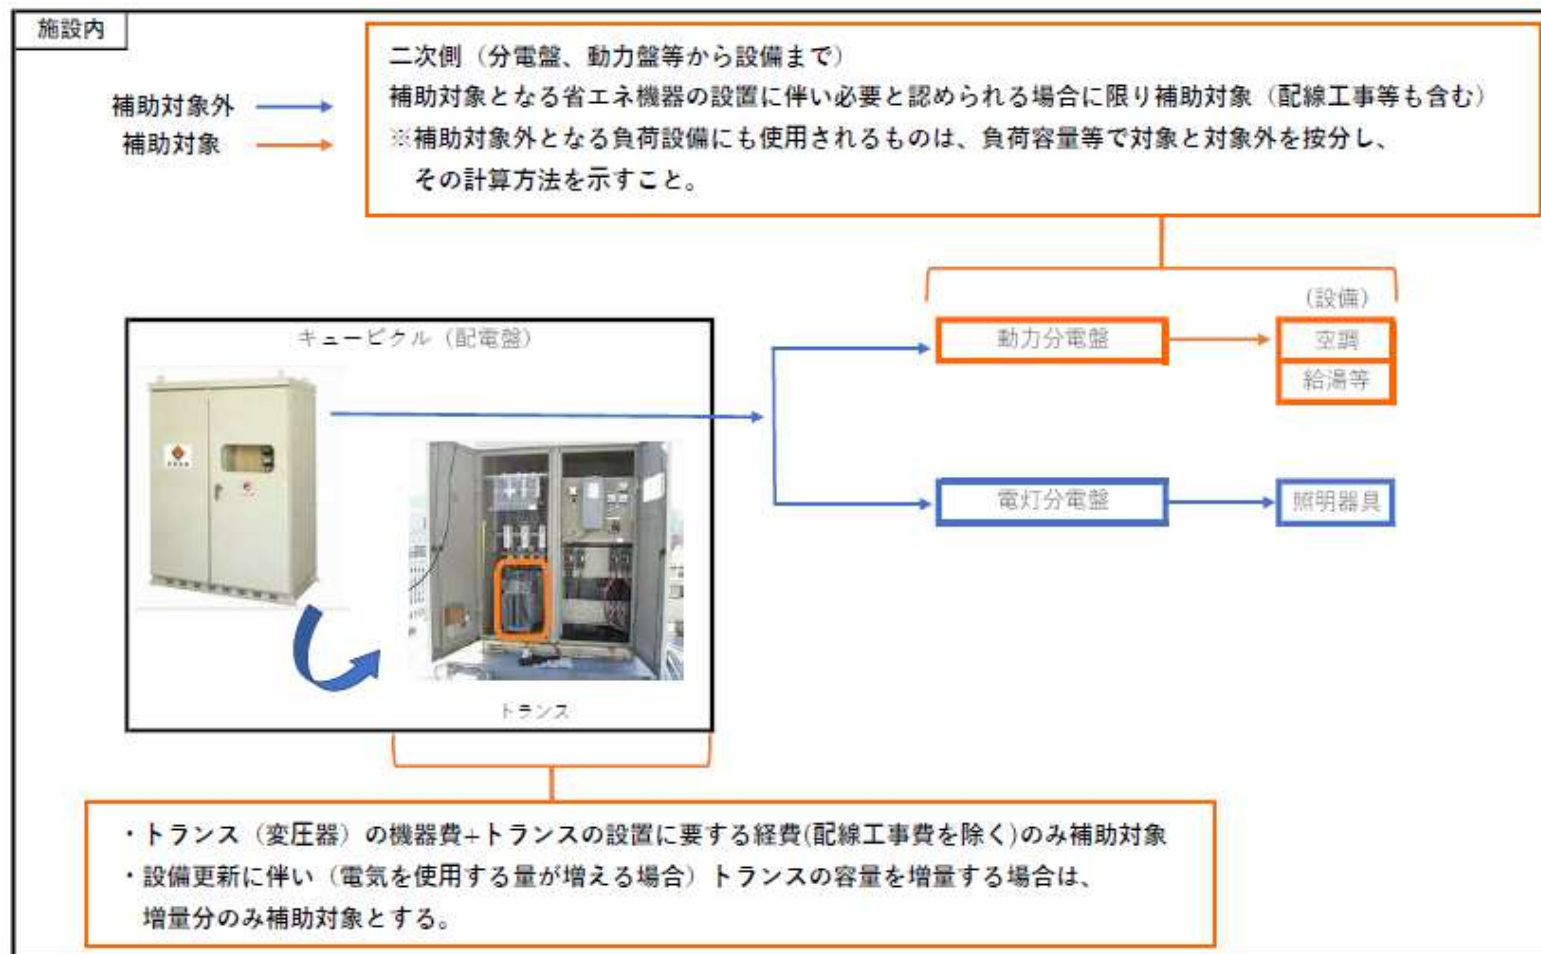 施設内
補助対象外
補助対象
二次側（分電盤、動力盤等から設備まで）
補助対象となる省エネ機器の設置に伴い必要と認められる場合に限り補助対象（配線工事等も含む）
※補助対象外となる負荷設備にも使用されるものは、負荷容量等で対象と対象外を按分し、
その計算方法を示すこと。
（設備）
キュービクル（配電盤）
動力分電盤
空調
給湯等
電灯分電盤
照明器具
トランス
・トランス（変圧器）の機器費+トランスの設置に要する経費(配線工事費を除く)のみ補助対象
・設備更新に伴い（電気を使用する量が増える場合）トランスの容量を増量する場合は、
増量分のみ補助対象とする。